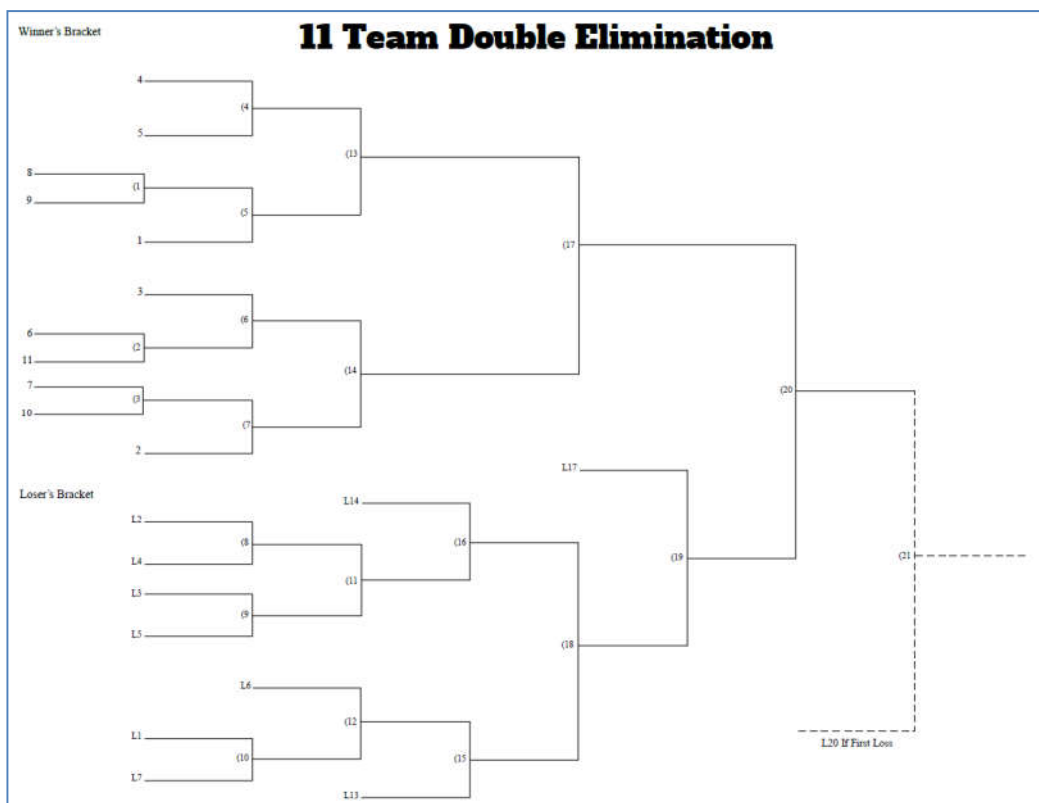 11 Team Double Elimination
Winner's Bracket
4
(4
5
(13
8
(1
9
(5
1
(17
3
(6
6
(2
11
(14
7
(3
10
(7
2
(20
L17
Loser's Bracket
L14
L2
(8
(16
L4
(11
(19
(21
L3
(9
L5
(18
L6
(12
L1
(10
(15
L7
L13
L20 If First Loss